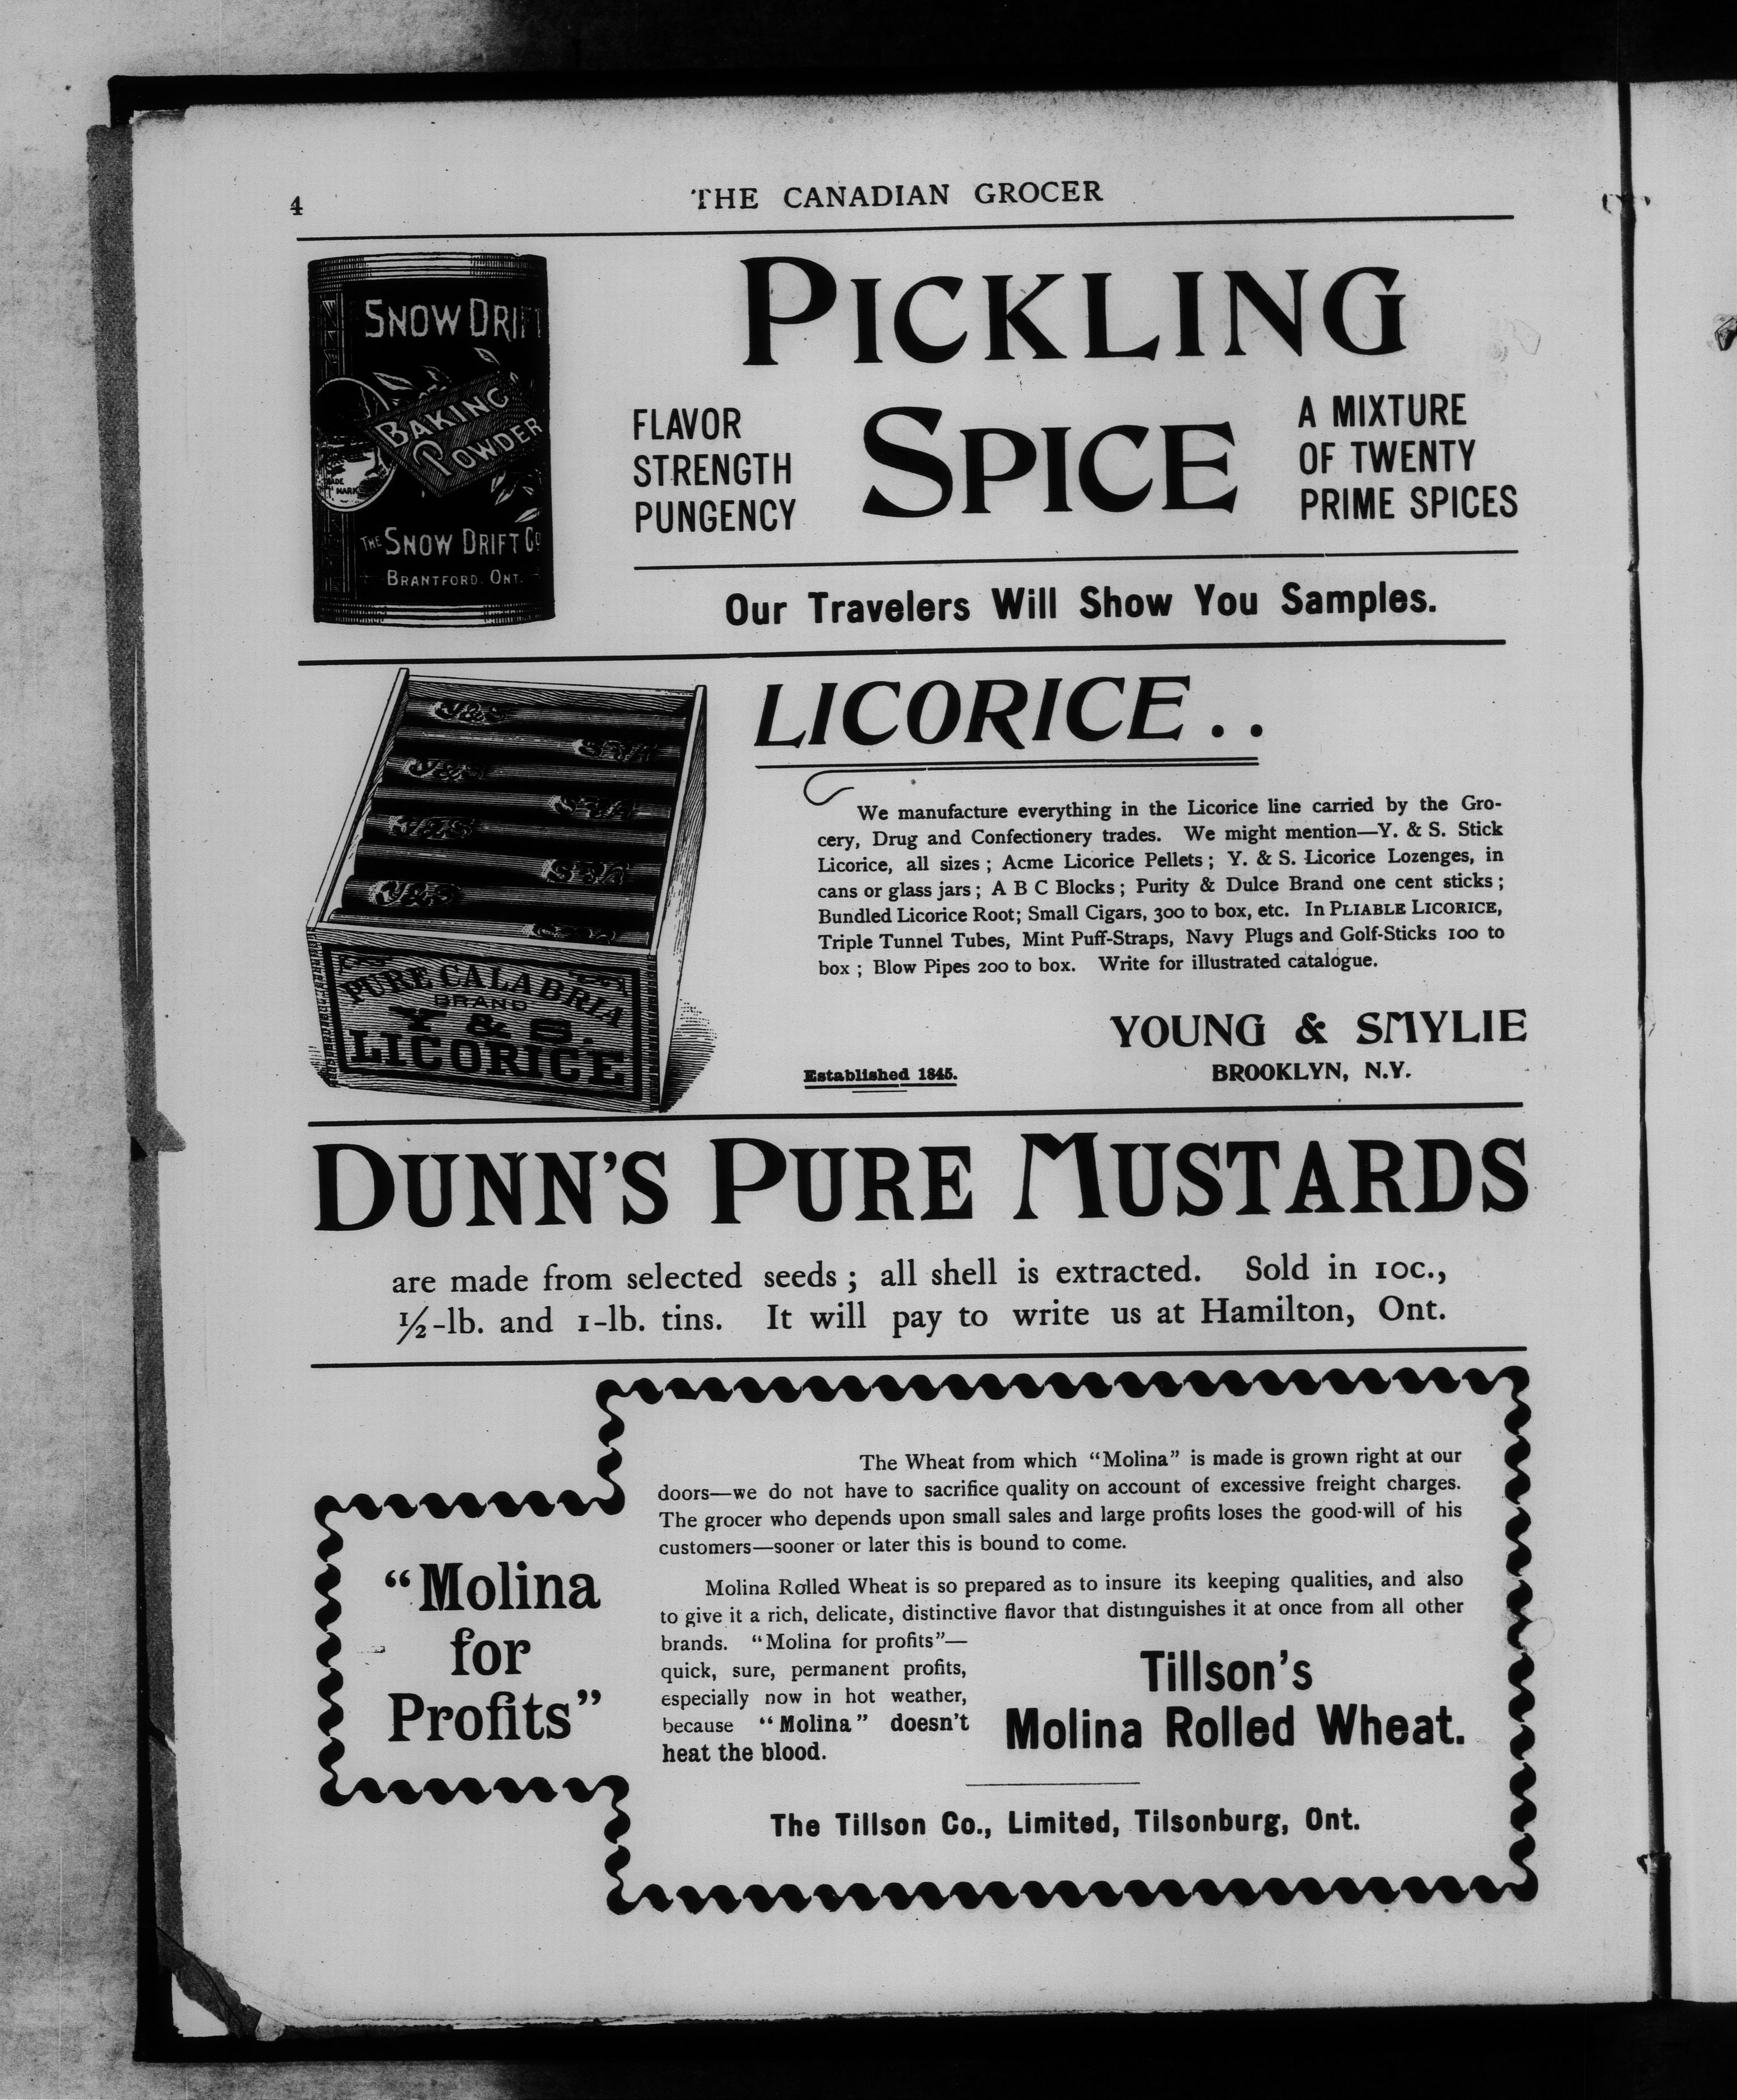 4
THE CANADIAN GROCER
SNOW DRIFT
BAKING
POWDER
TRADE
MARK
THE SNOW DRIFT CO
BRANTFORD. ONT.
PICKLING
FLAVOR
STRENGTH
PUNGENCY
SPICE
A MIXTURE
OF TWENTY
PRIME SPICES
Our Travelers Will Show You Samples.
Y&S
Y&S
Y&S
Y&S
Y&S
Y&S
Y&S
PURE CALABRIA
BRAND
Y & S.
LICORICE
LICORICE..
We manufacture everything in the Licorice line carried by the Gro-
cery, Drug and Confectionery trades. We might mention—Y. & S. Stick
Licorice, all sizes ; Acme Licorice Pellets ; Y. & S. Licorice Lozenges, in
cans or glass jars ; A B C Blocks ; Purity & Dulce Brand one cent sticks ;
Bundled Licorice Root; Small Cigars, 300 to box, etc. In PLIABLE LICORICE,
Triple Tunnel Tubes, Mint Puff-Straps, Navy Plugs and Golf-Sticks 100 to
box ; Blow Pipes 200 to box. Write for illustrated catalogue.
YOUNG & SMYLIE
Established 1845.
BROOKLYN, N.Y.
DUNN'S PURE MUSTARDS
are made from selected seeds ; all shell is extracted. Sold in 10c.,
½-lb. and 1-lb. tins. It will pay to write us at Hamilton, Ont.
"Molina
for
Profits"
The Wheat from which "Molina" is made is grown right at our
doors—we do not have to sacrifice quality on account of excessive freight charges.
The grocer who depends upon small sales and large profits loses the good-will of his
customers—sooner or later this is bound to come.
Molina Rolled Wheat is so prepared as to insure its keeping qualities, and also
to give it a rich, delicate, distinctive flavor that distinguishes it at once from all other
brands. "Molina for profits"—
quick, sure, permanent profits,
especially now in hot weather,
because "Molina" doesn't
heat the blood.
Tillson's
Molina Rolled Wheat.
The Tillson Co., Limited, Tilsonburg, Ont.